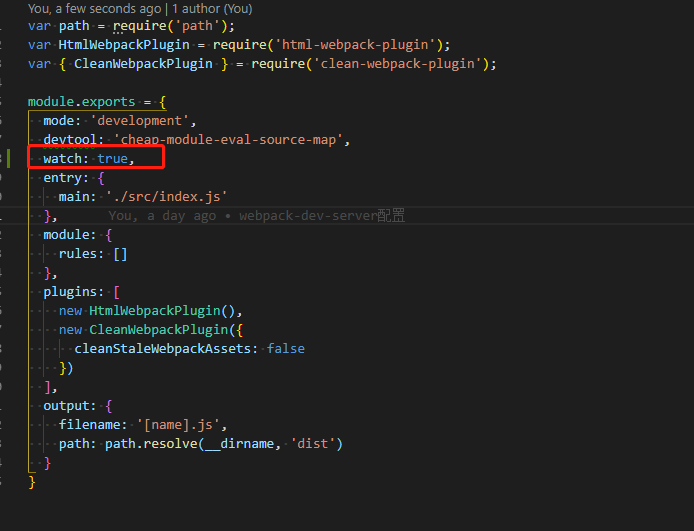 You, a few seconds ago | 1 author (You)
var path = require('path');
var HtmlWebpackPlugin = require('html-webpack-plugin');
var { CleanWebpackPlugin } = require('clean-webpack-plugin');
module.exports = {
mode: 'development',
devtool: 'cheap-module-eval-source-map',
watch: true,
entry: {
main: './src/index.js'
}, You, a day ago • webpack-dev-server配置
module: {
rules: []
},
plugins: [
new HtmlWebpackPlugin(),
new CleanWebpackPlugin({
cleanStaleWebpackAssets: false
})
],
output: {
filename: '[name].js',
path: path.resolve(__dirname, 'dist')
}
}